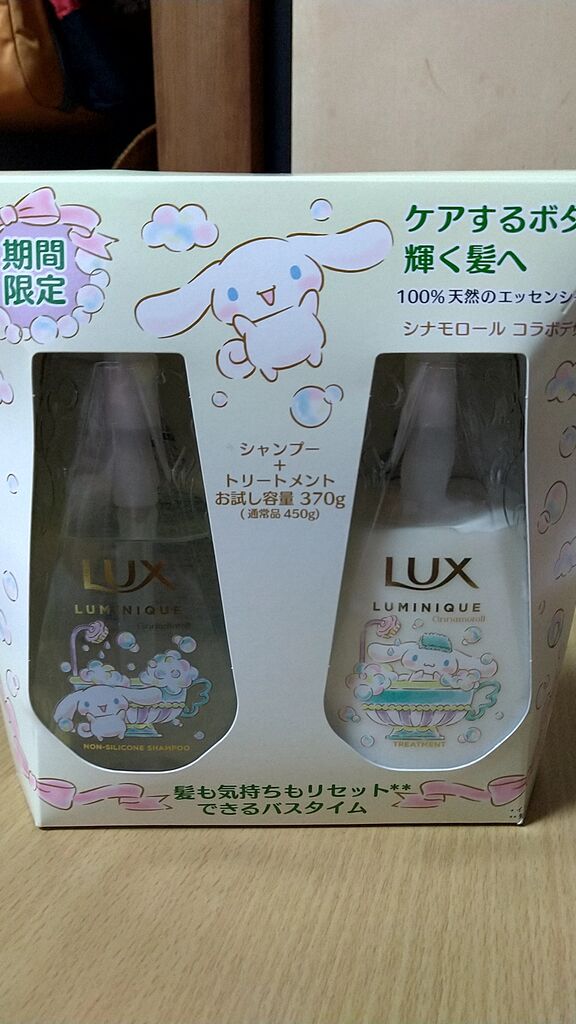 期間
限定
ケアするボタ
輝く髪へ
100%天然のエッセンシ
シナモロール コラボデ
シャンプー
+
トリートメント
お試し容量 370g
(通常品 450g)
LUX
LUMINIQUE
Cinnamoroll
NON-SILICONE SHAMPOO
LUX
LUMINIQUE
Cinnamoroll
TREATMENT
髪も気持ちもリセット**
できるバスタイム